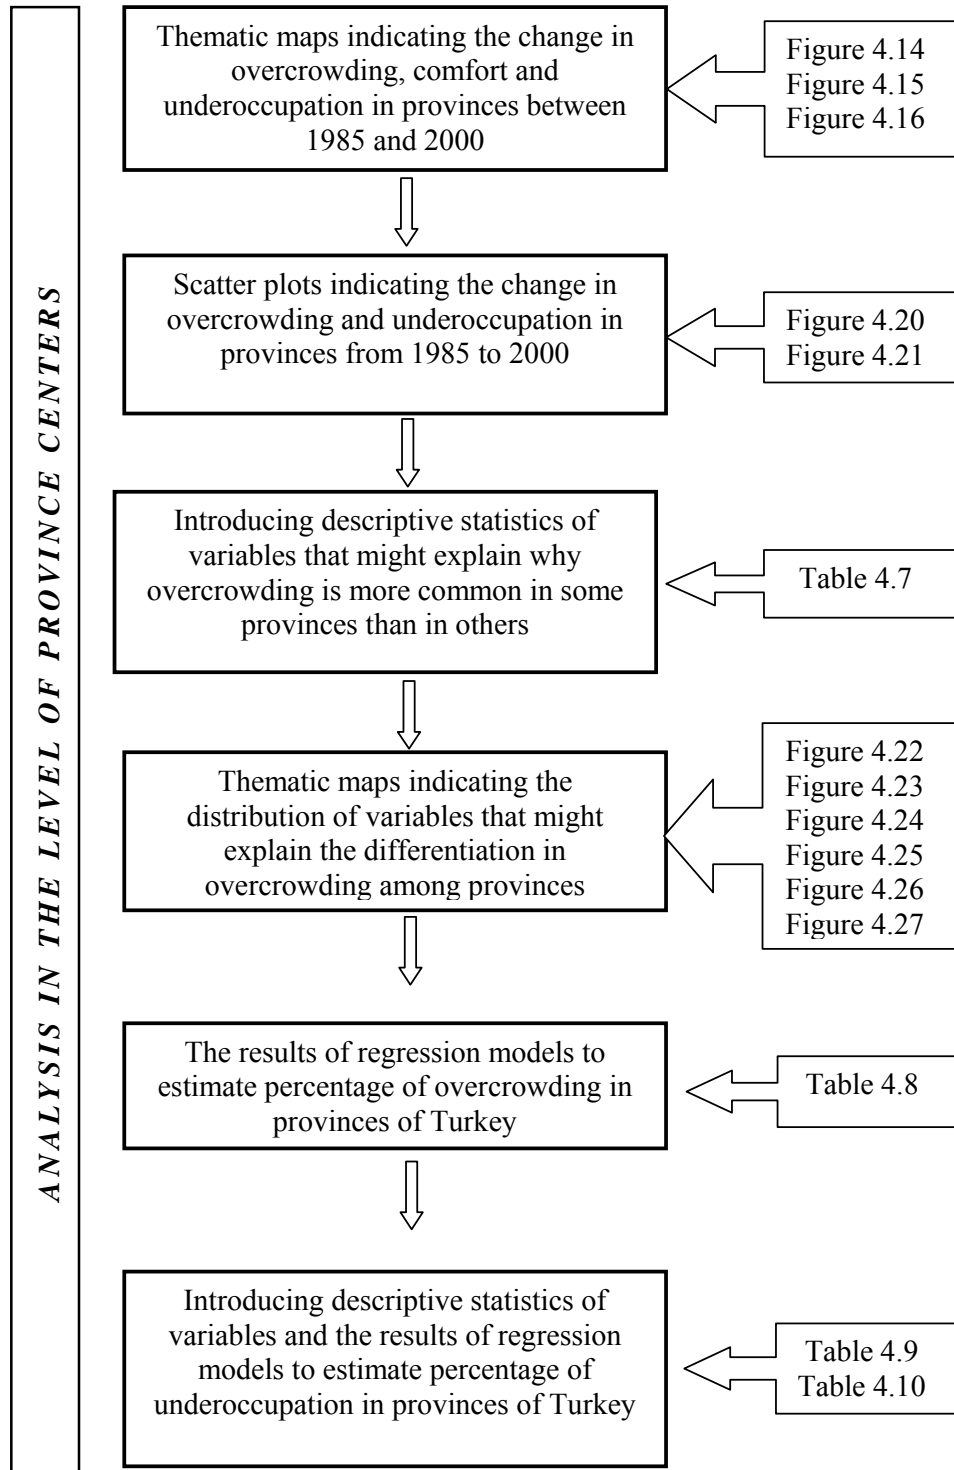 ANALYSIS IN THE LEVEL OF PROVINCE CENTERS
Thematic maps indicating the change in
overcrowding, comfort and
underoccupation in provinces between
1985 and 2000
Figure 4.14
Figure 4.15
Figure 4.16
Scatter plots indicating the change in
overcrowding and underoccupation in
provinces from 1985 to 2000
Figure 4.20
Figure 4.21
Introducing descriptive statistics of
variables that might explain why
overcrowding is more common in some
provinces than in others
Table 4.7
Thematic maps indicating the
distribution of variables that might
explain the differentiation in
overcrowding among provinces
Figure 4.22
Figure 4.23
Figure 4.24
Figure 4.25
Figure 4.26
Figure 4.27
The results of regression models to
estimate percentage of overcrowding in
provinces of Turkey
Table 4.8
Introducing descriptive statistics of
variables and the results of regression
models to estimate percentage of
underoccupation in provinces of Turkey
Table 4.9
Table 4.10